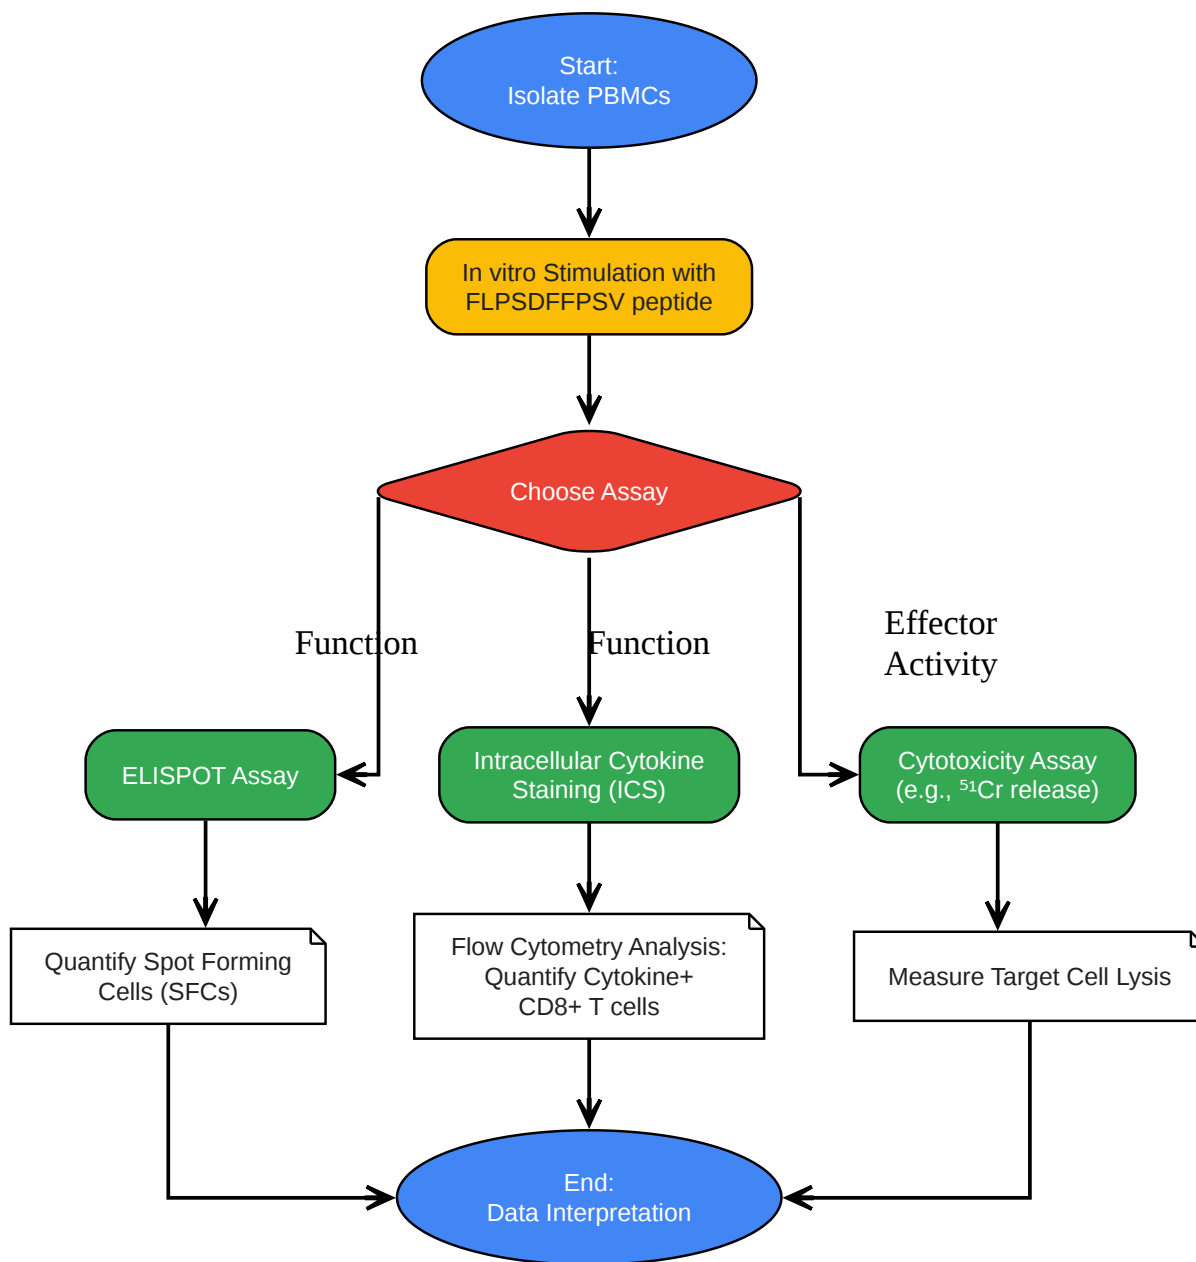 Start:
Isolate PBMCs
In vitro Stimulation with
FLPSDFFPSV peptide
Choose Assay
Function
Function
Effector
Activity
ELISPOT Assay
Intracellular Cytokine
Staining (ICS)
Cytotoxicity Assay
(e.g., ⁵¹Cr release)
Quantify Spot Forming
Cells (SFCs)
Flow Cytometry Analysis:
Quantify Cytokine+
CD8+ T cells
Measure Target Cell Lysis
End:
Data Interpretation